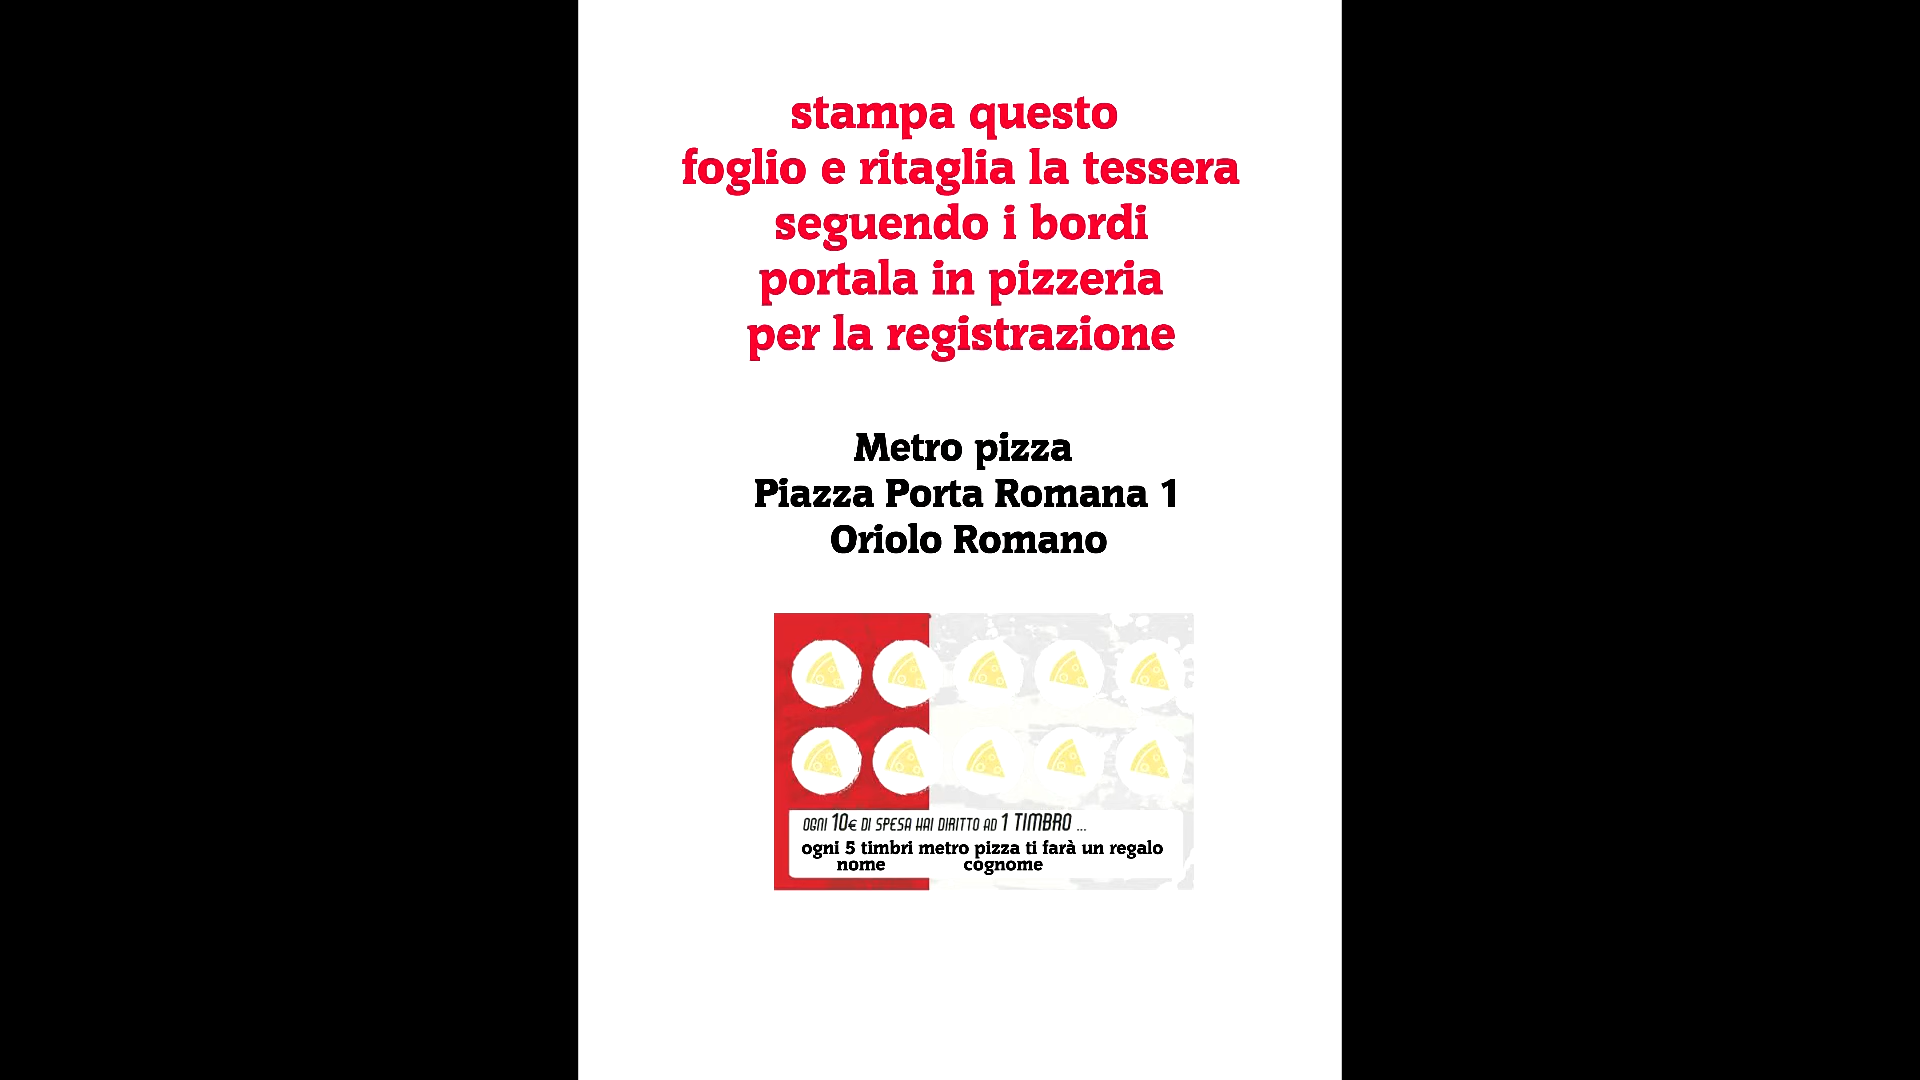 stampa questo
foglio e ritaglia la tessera
seguendo i bordi
portala in pizzeria
per la registrazione
Metro pizza
Piazza Porta Romana 1
Oriolo Romano
OGNI 10€ DI SPESA HAI DIRITTO AD 1 TIMBRO ...
ogni 5 timbri metro pizza ti farà un regalo
nome cognome